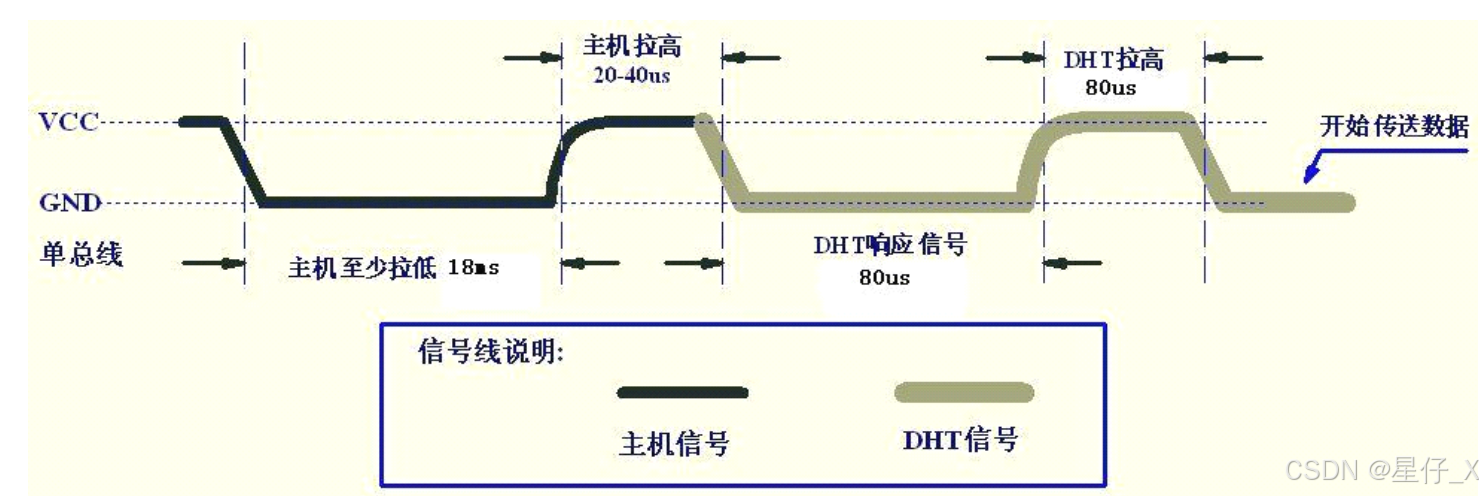 主机拉高
20-40us
DHT拉高
80us
VCC
开始传送数据
GND
单总线
主机至少拉低 18ms
DHT响应信号
80us
信号线说明:
主机信号
DHT信号
CSDN @星仔_X